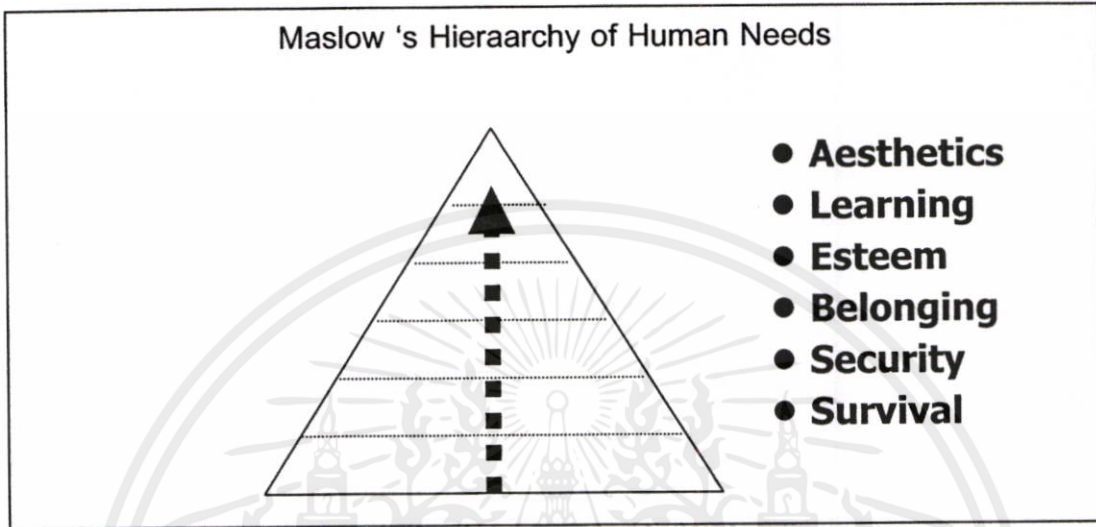 Maslow ‘s Hieraarchy of Human Needs
● Aesthetics
● Learning
● Esteem
● Belonging
● Security
● Survival